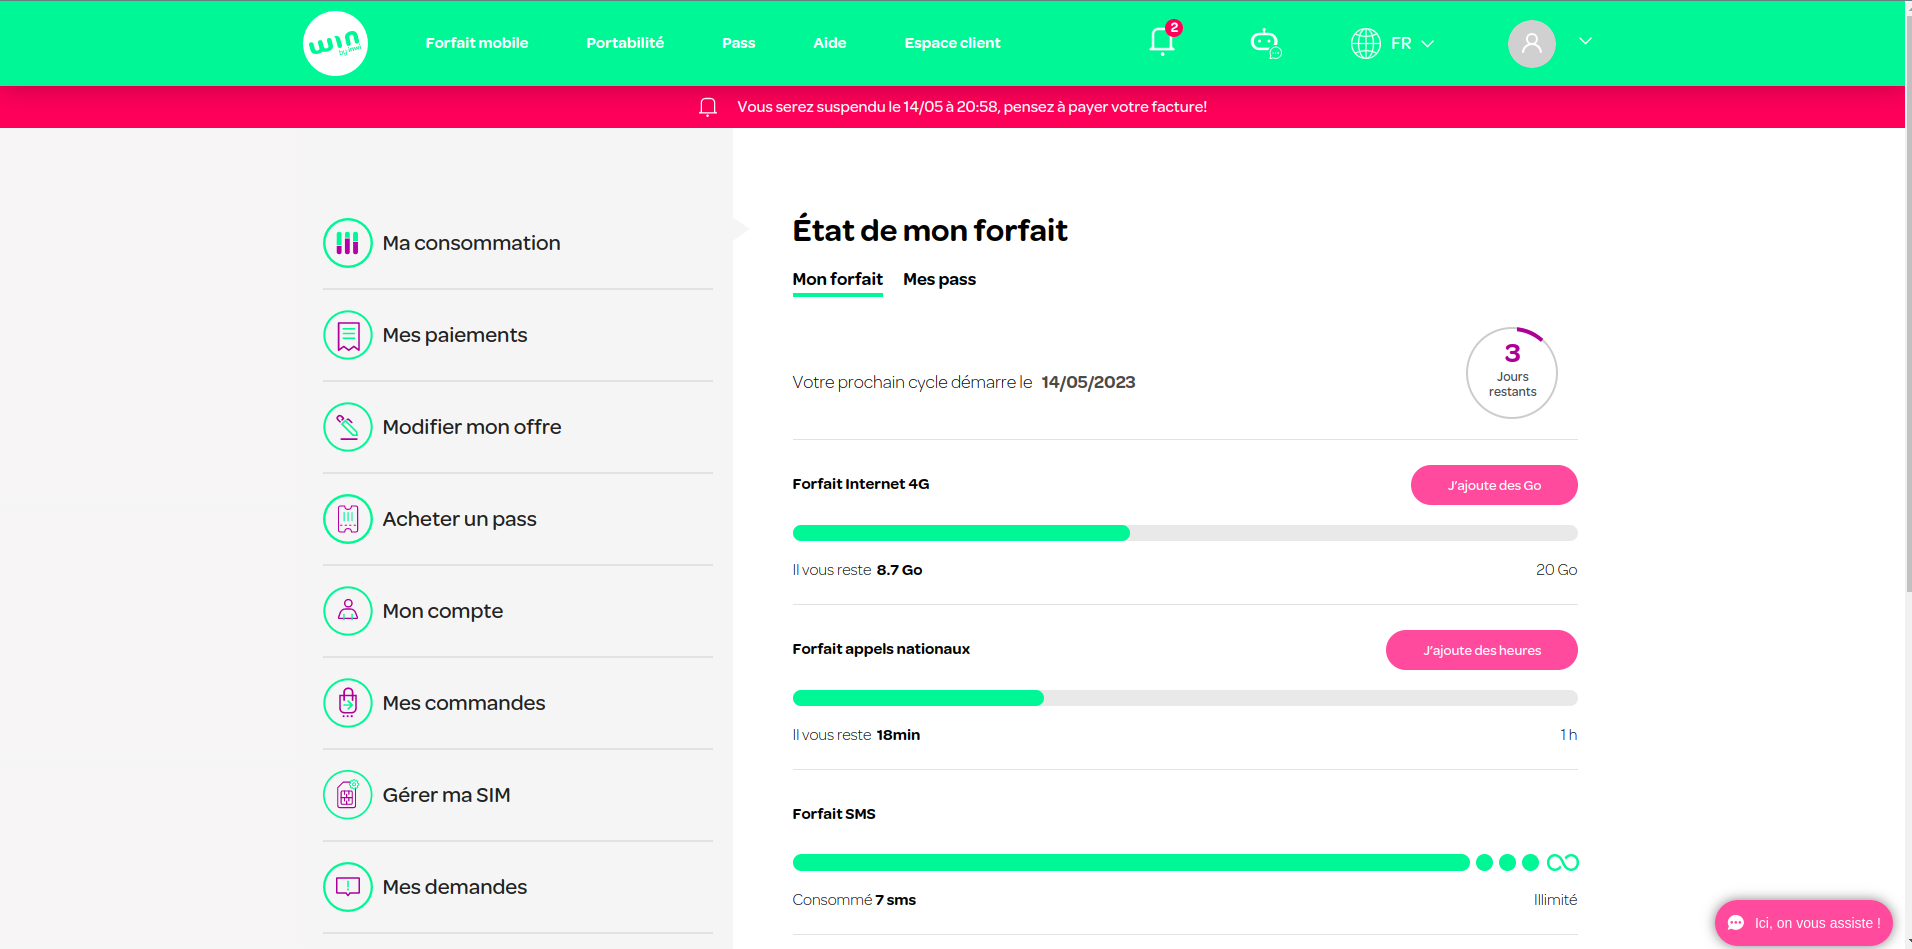 win
by inwi
Forfait mobile
Portabilité
Pass
Aide
Espace client
2
FR
Vous serez suspendu le 14/05 à 20:58, pensez à payer votre facture!
Ma consommation
Mes paiements
Modifier mon offre
Acheter un pass
Mon compte
Mes commandes
Gérer ma SIM
Mes demandes
État de mon forfait
Mon forfait
Mes pass
Votre prochain cycle démarre le 14/05/2023
3
Jours
restants
Forfait Internet 4G
J'ajoute des Go
Il vous reste 8.7 Go
20 Go
Forfait appels nationaux
J'ajoute des heures
Il vous reste 18min
1 h
Forfait SMS
Consommé 7 sms
Illimité
Ici, on vous assiste !